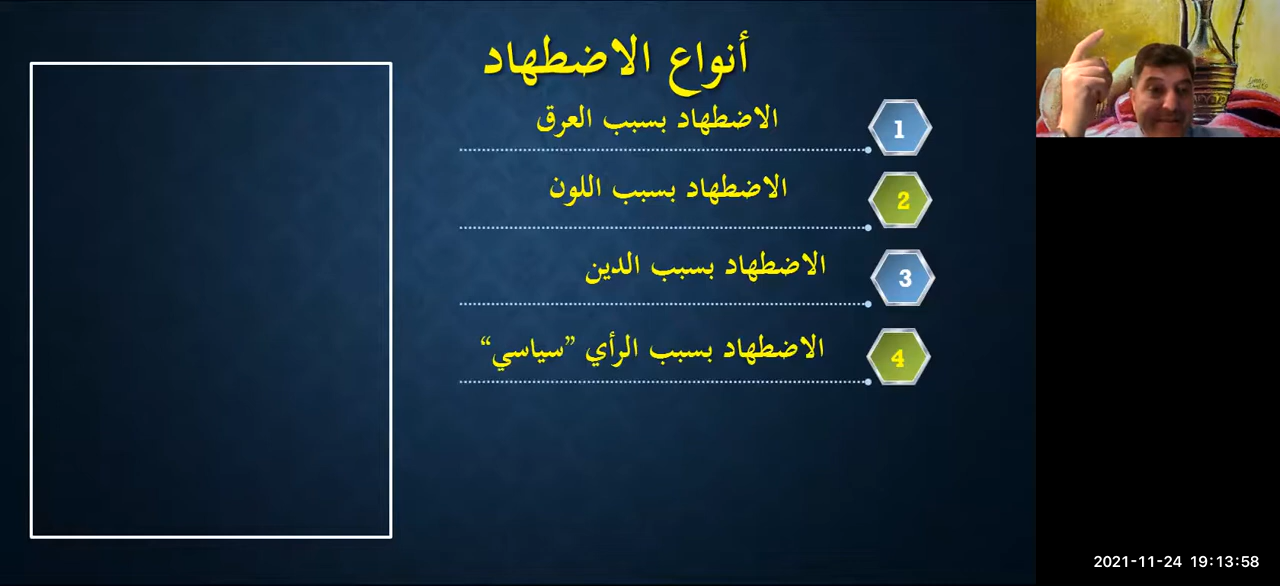 أنواع الاضطهاد
1 الاضطهاد بسبب العرق
2 الاضطهاد بسبب اللون
3 الاضطهاد بسبب الدين
4 الاضطهاد بسبب الرأي ”سياسي“
2021-11-24 19:13:58